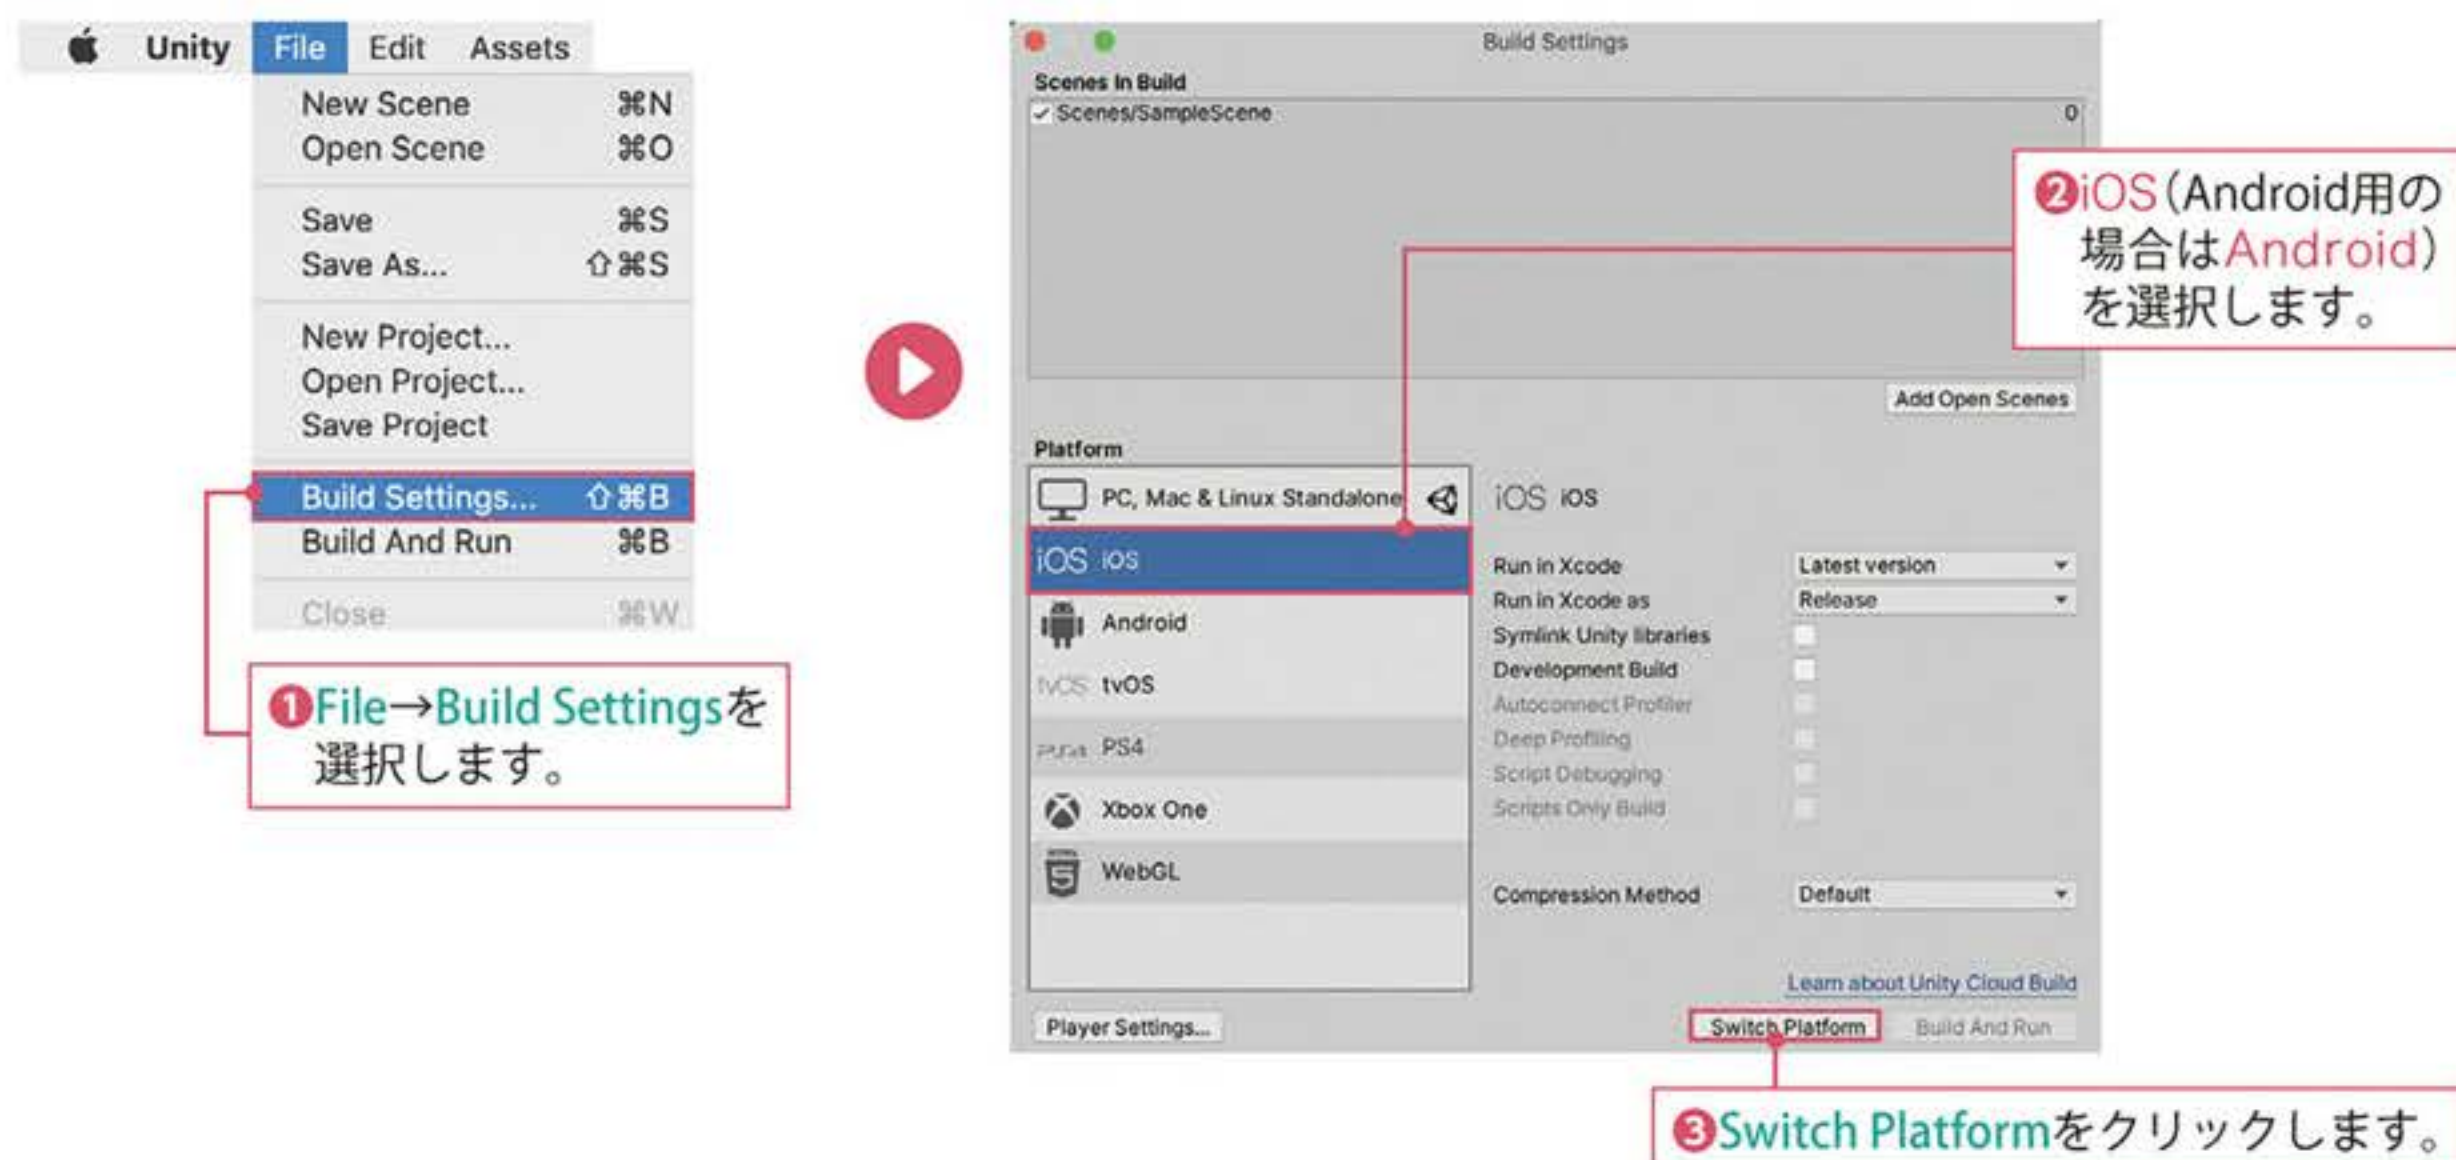 Unity File Edit Assets
New Scene ⌘N
Open Scene ⌘O
Save ⌘S
Save As... ⇧⌘S
New Project...
Open Project...
Save Project
Build Settings... ⇧⌘B
Build And Run ⌘B
Close ⌘W
❶File→Build Settingsを
選択します。
Build Settings
Scenes In Build
Scenes/SampleScene 0
❷iOS(Android用の
場合はAndroid)
を選択します。
Add Open Scenes
Platform
PC, Mac & Linux Standalone
iOS iOS
Android
tvOS tvOS
PS4 PS4
Xbox One
WebGL
iOS iOS
Run in Xcode Latest version
Run in Xcode as Release
Symlink Unity libraries
Development Build
Autoconnect Profiler
Deep Profiling
Script Debugging
Scripts Only Build
Compression Method Default
Learn about Unity Cloud Build
Player Settings... Switch Platform Build And Run
❸Switch Platformをクリックします。